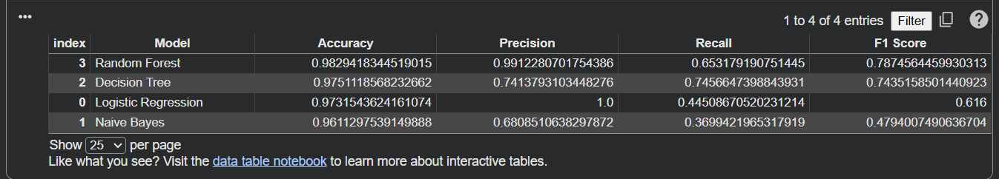 •••
1 to 4 of 4 entries Filter ?
index Model Accuracy Precision Recall F1 Score
3 Random Forest 0.9829418344519015 0.9912280701754386 0.653179190751445 0.7874564459930313
2 Decision Tree 0.9751118568232662 0.7413793103448276 0.7456647398843931 0.7435158501440923
0 Logistic Regression 0.9731543624161074 1.0 0.44508670520231214 0.616
1 Naive Bayes 0.9611297539149888 0.6808510638297872 0.3699421965317919 0.4794007490636704
Show 25 per page
Like what you see? Visit the data table notebook to learn more about interactive tables.